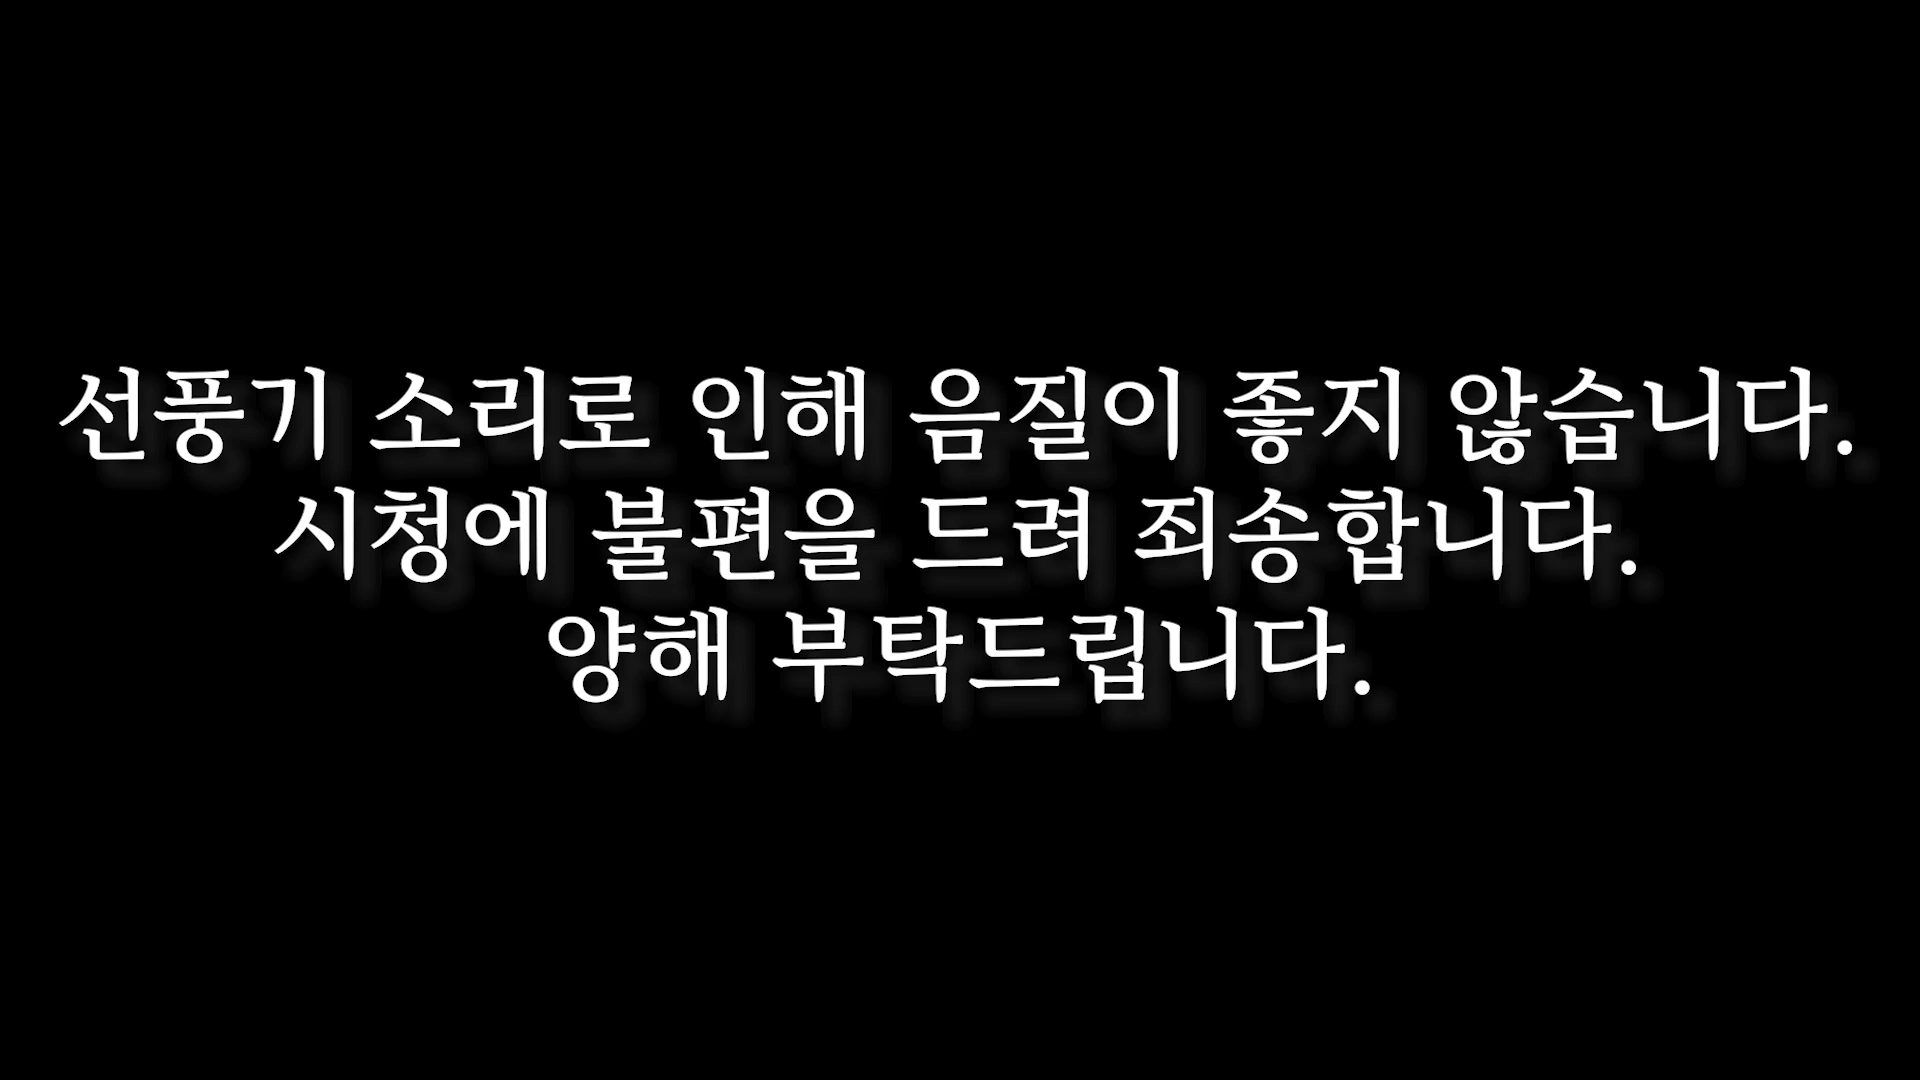 선풍기 소리로 인해 음질이 좋지 않습니다.
시청에 불편을 드려 죄송합니다.
양해 부탁드립니다.